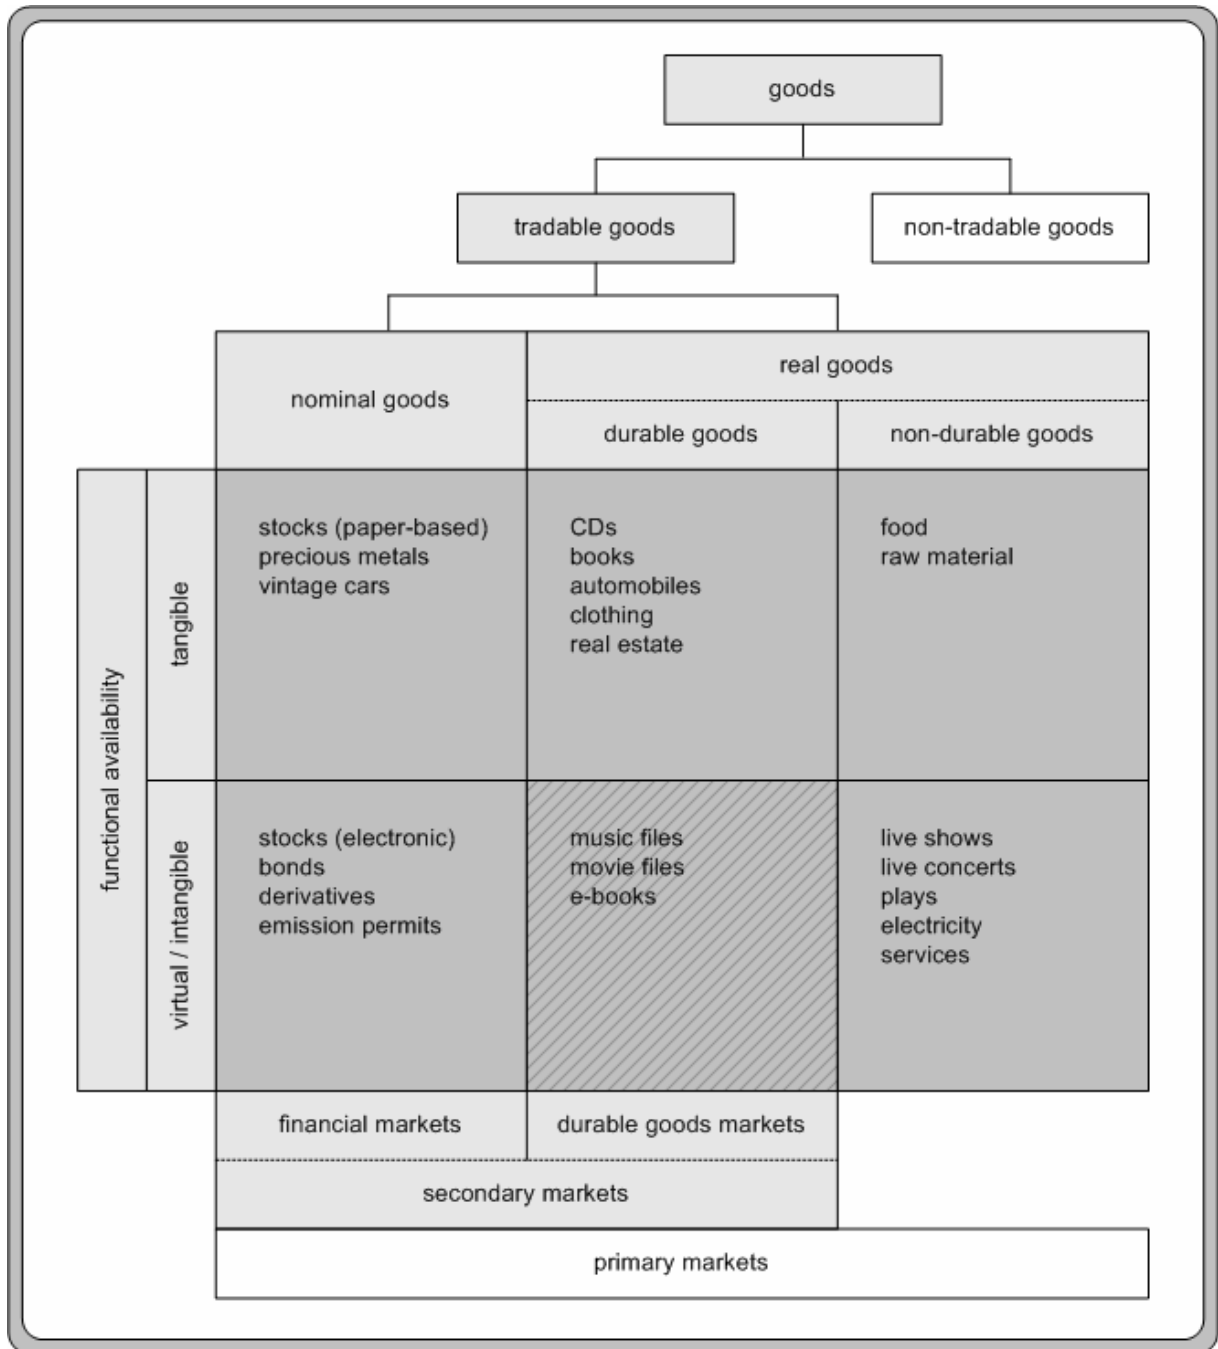 goods
tradable goods
non-tradable goods
nominal goods
real goods
durable goods
non-durable goods
functional availability
tangible
stocks (paper-based)
precious metals
vintage cars
CDs
books
automobiles
clothing
real estate
food
raw material
virtual / intangible
stocks (electronic)
bonds
derivatives
emission permits
music files
movie files
e-books
live shows
live concerts
plays
electricity
services
financial markets
durable goods markets
secondary markets
primary markets